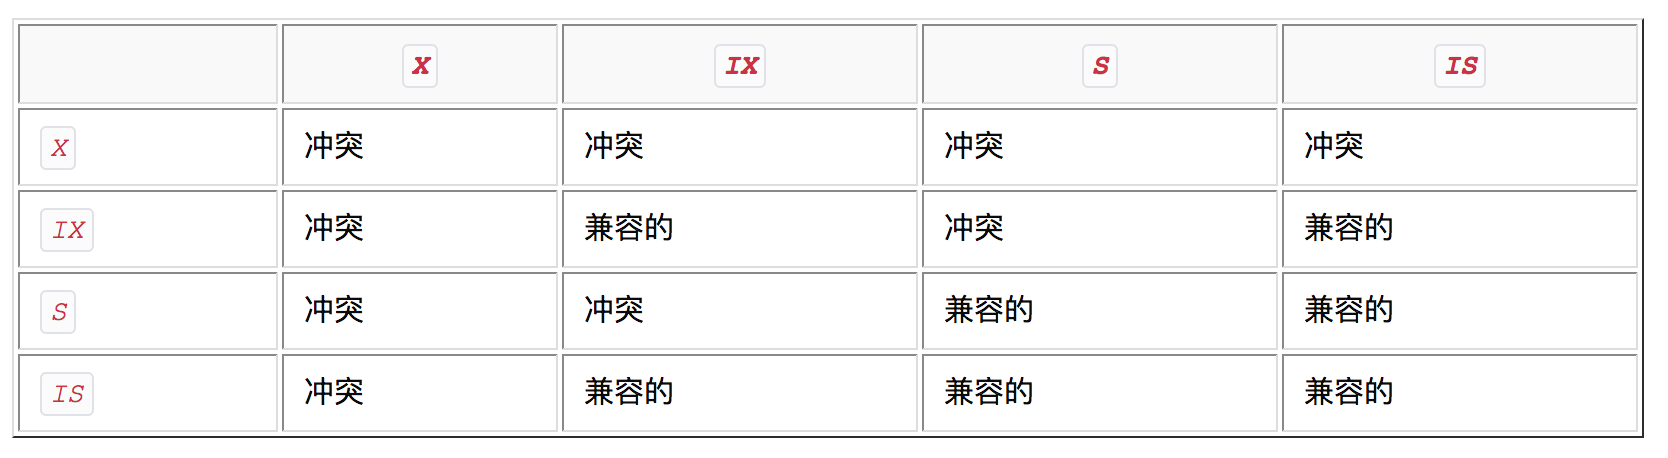 X IX S IS
X 冲突 冲突 冲突 冲突
IX 冲突 兼容的 冲突 兼容的
S 冲突 冲突 兼容的 兼容的
IS 冲突 兼容的 兼容的 兼容的